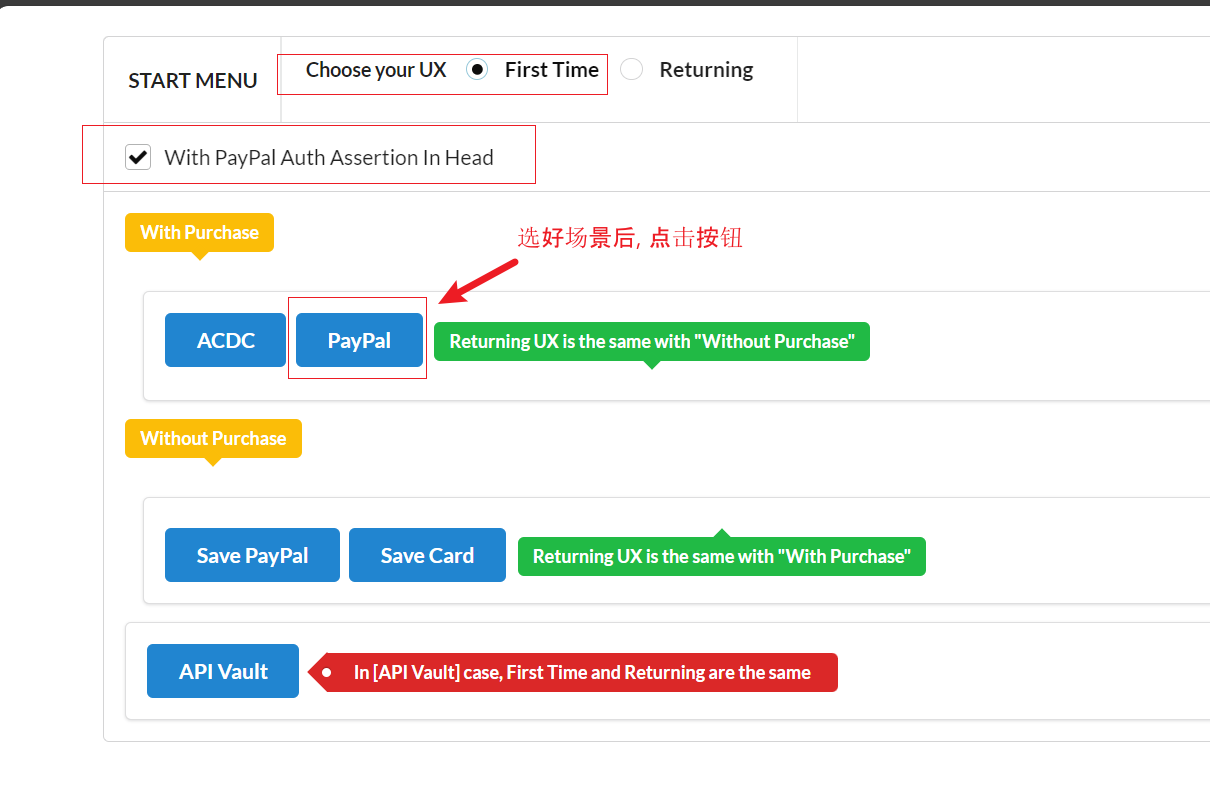 START MENU
Choose your UX First Time Returning
With PayPal Auth Assertion In Head
With Purchase
选好场景后, 点击按钮
ACDC PayPal Returning UX is the same with "Without Purchase"
Without Purchase
Save PayPal Save Card Returning UX is the same with "With Purchase"
API Vault In [API Vault] case, First Time and Returning are the same